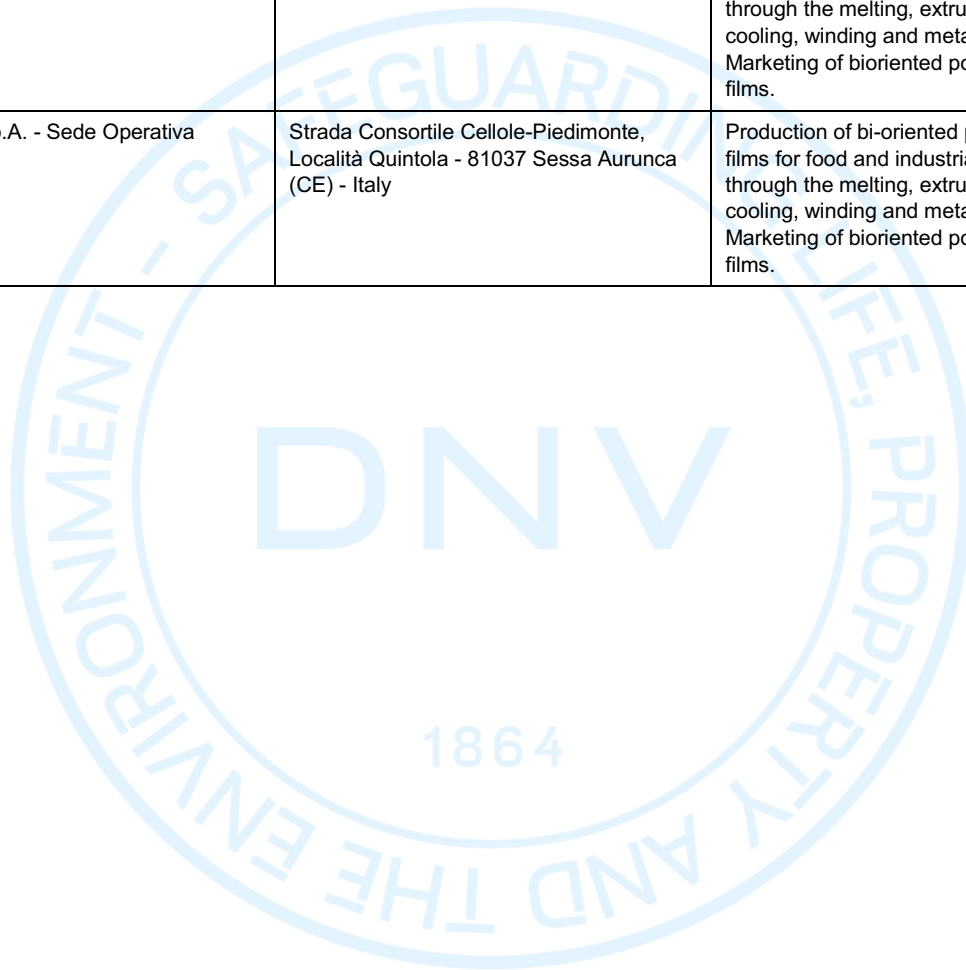 through the melting, extru
cooling, winding and meta
Marketing of bioriented po
films.
.A. - Sede Operativa
Strada Consortile Cellole-Piedimonte,
Località Quintola - 81037 Sessa Aurunca
(CE) - Italy
Production of bi-oriented p
films for food and industria
through the melting, extru
cooling, winding and meta
Marketing of bioriented po
films.
SAFEGUARDING LIFE, PROPERTY AND THE ENVIRONMENT -
DNV
1864